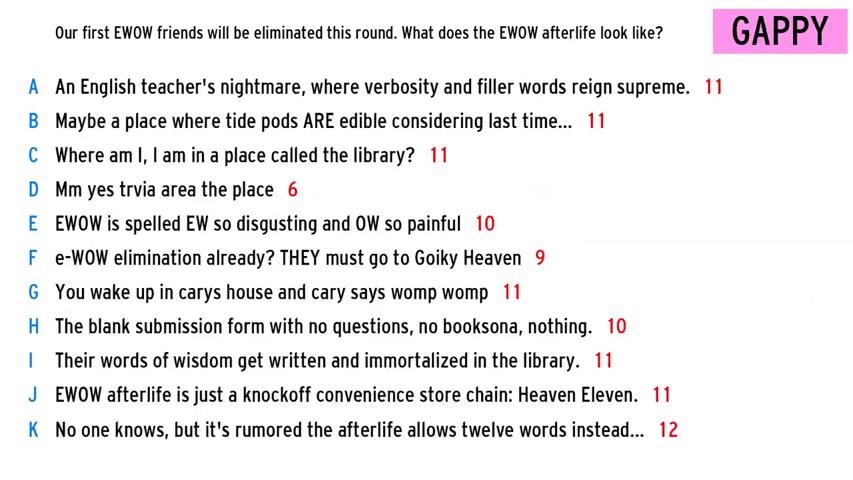 Our first EWOW friends will be eliminated this round. What does the EWOW afterlife look like?
GAPPY
A An English teacher's nightmare, where verbosity and filler words reign supreme. 11
B Maybe a place where tide pods ARE edible considering last time... 11
C Where am I, I am in a place called the library? 11
D Mm yes trvia area the place 6
E EWOW is spelled EW so disgusting and OW so painful 10
F e-WOW elimination already? THEY must go to Goiky Heaven 9
G You wake up in carys house and cary says womp womp 11
H The blank submission form with no questions, no booksona, nothing. 10
I Their words of wisdom get written and immortalized in the library. 11
J EWOW afterlife is just a knockoff convenience store chain: Heaven Eleven. 11
K No one knows, but it's rumored the afterlife allows twelve words instead... 12